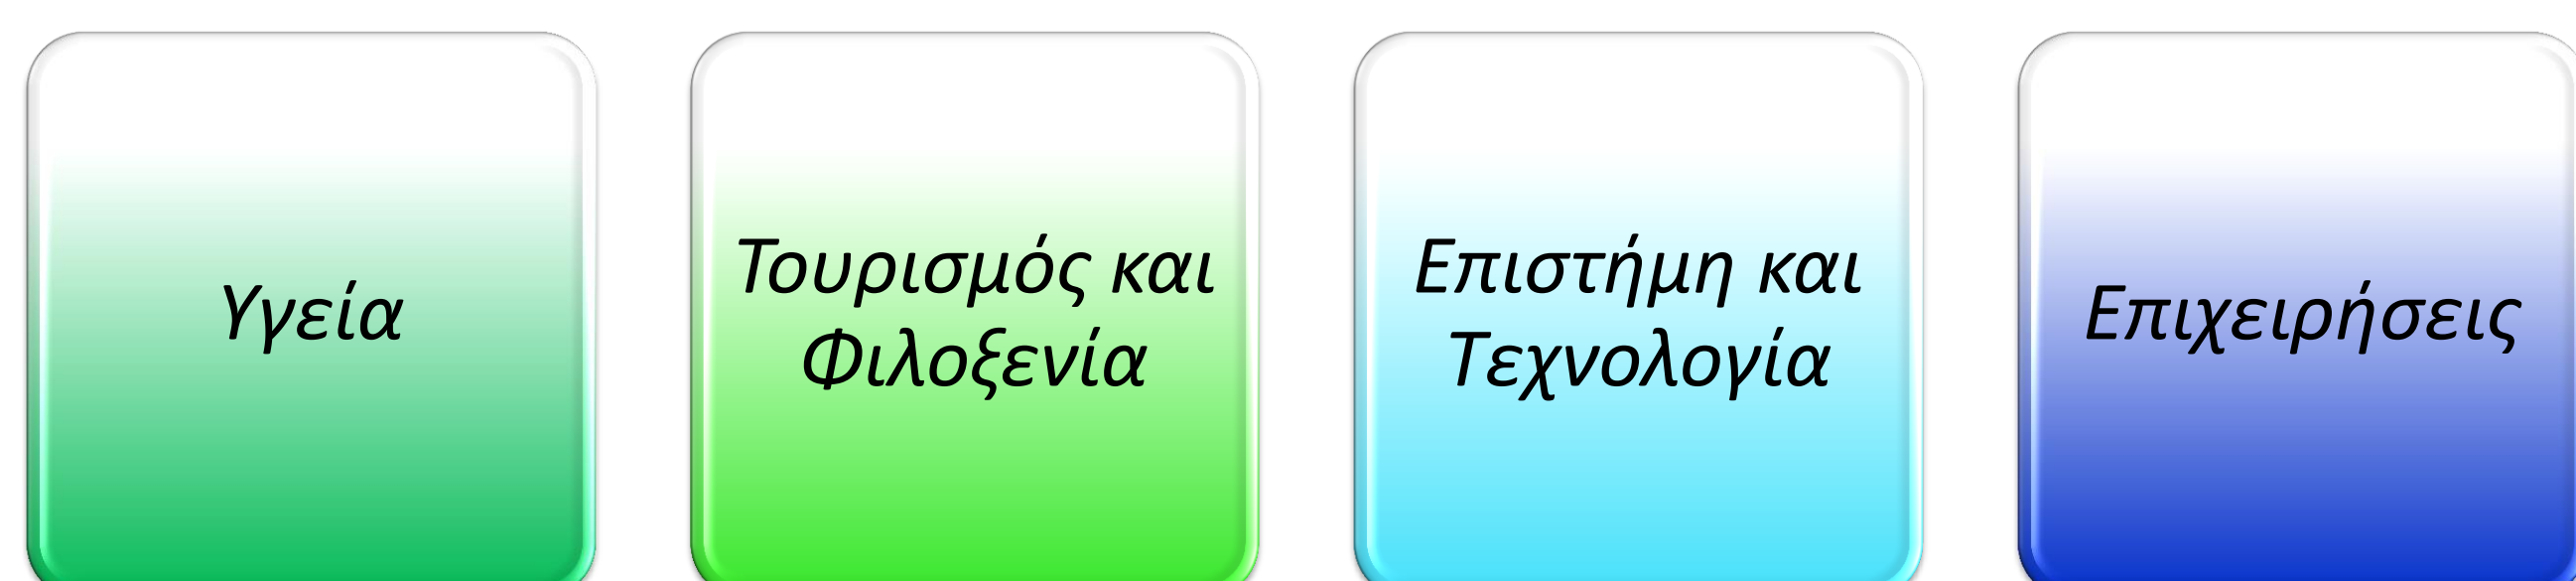 Υγεία
Τουρισμός και
Φιλοξενία
Επιστήμη και
Τεχνολογία
Επιχειρήσεις